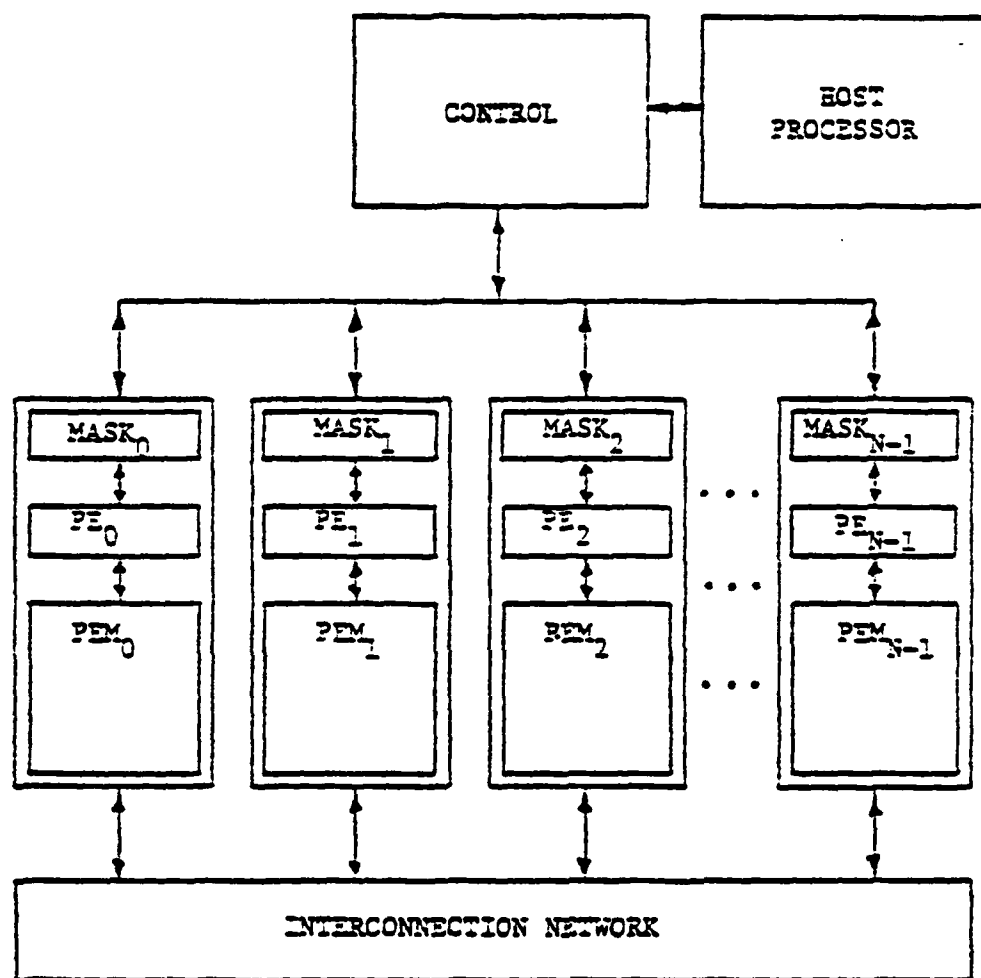 CONTROL
HOST
PROCESSOR
MASK0 MASK1 MASK2 MASKN-1
PE0 PE1 PE2 PEN-1
PEM0 PEM1 PEM2 PEMN-1
INTERCONNECTION NETWORK